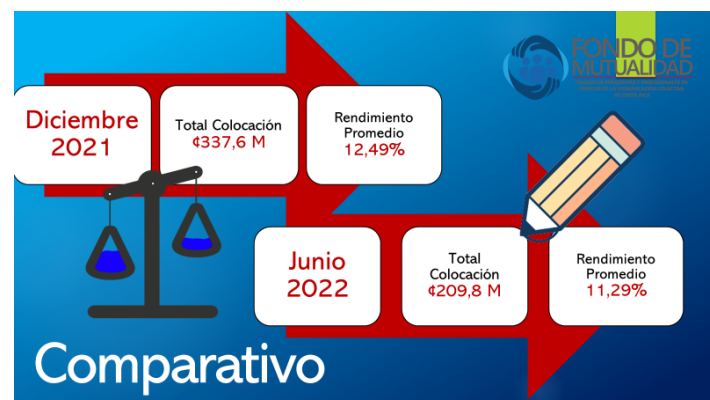 FONDO DE
MUTUALIDAD
Diciembre
2021
Total Colocación
¢337,6 M
Rendimiento
Promedio
12,49%
Junio
2022
Total
Colocación
¢209,8 M
Rendimiento
Promedio
11,29%
Comparativo